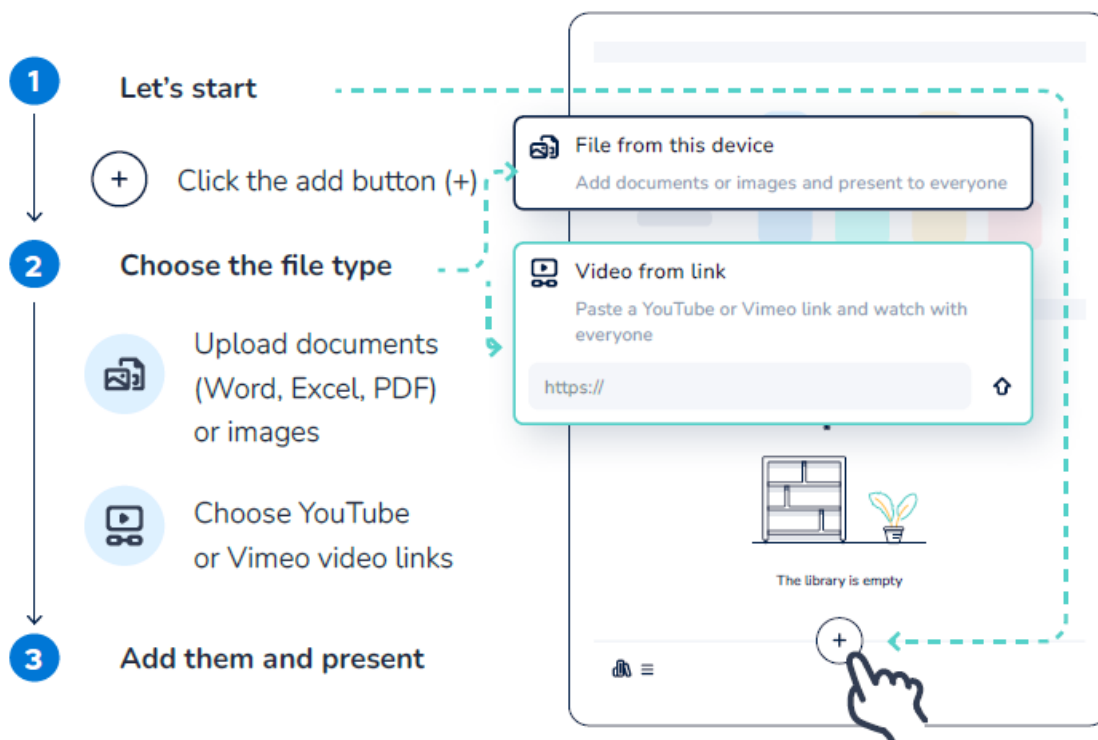 1
Let's start
+
Click the add button (+)
2
Choose the file type
Upload documents
(Word, Excel, PDF)
or images
Choose YouTube
or Vimeo video links
3
Add them and present
File from this device
Add documents or images and present to everyone
Video from link
Paste a YouTube or Vimeo link and watch with
everyone
https://
The library is empty
+